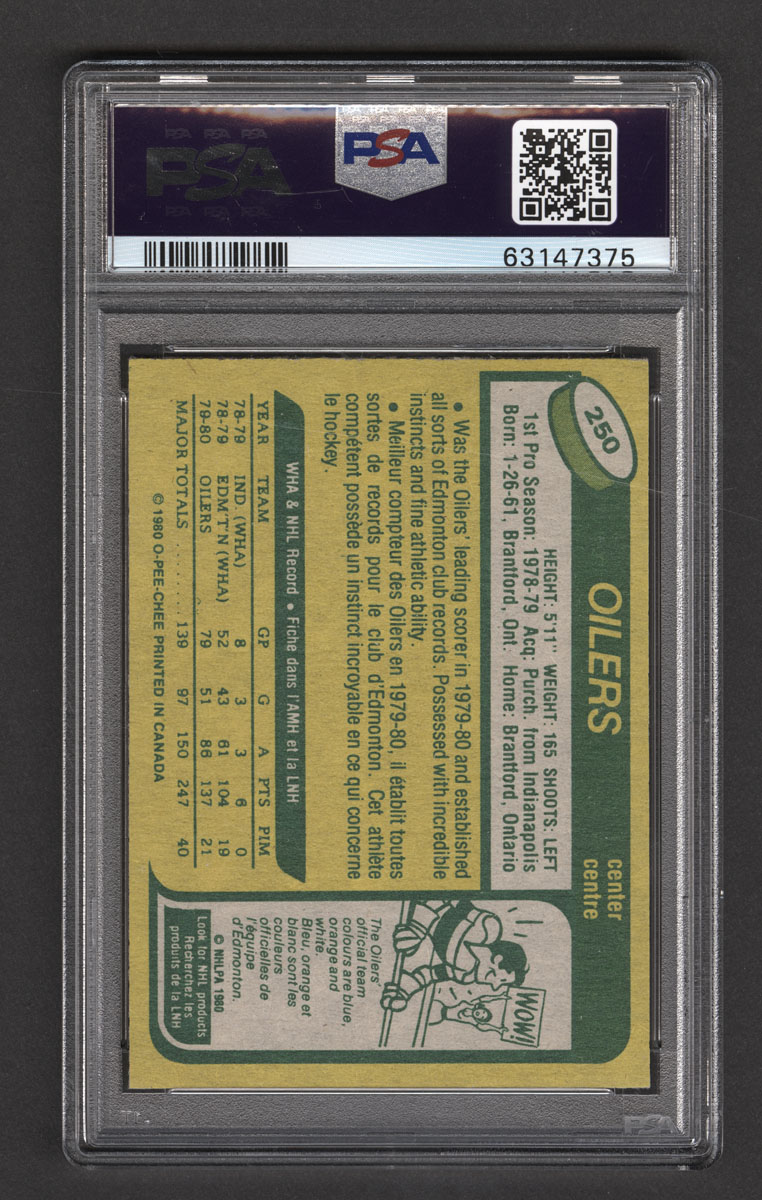 PSA PSA PSA
PSA
PSA PSA PSA
PSA
63147375
250
OILERS
center
centre
HEIGHT: 5'11" WEIGHT: 165 SHOOTS: LEFT
1st Pro Season: 1978-79 Acq: Purch. from Indianapolis
Born: 1-26-61, Brantford, Ont. Home: Brantford, Ontario
• Was the Oilers' leading scorer in 1979-80 and established
all sorts of Edmonton club records. Possessed with incredible
instincts and fine athletic ability.
• Meilleur compteur des Oilers en 1979-80, il établit toutes
sortes de records pour le club d'Edmonton. Cet athlète
compétent possède un instinct incroyable en ce qui concerne
le hockey.
WHA & NHL Record • Fiche dans l'AMH et la LNH
YEAR TEAM GP G A PTS PIM
78-79 IND. (WHA) 8 3 3 6 0
78-79 EDM'T'N (WHA) 52 43 61 104 19
79-80 OILERS 79 51 86 137 21
MAJOR TOTALS ........ 139 97 150 247 40
© 1980 O-PEE-CHEE PRINTED IN CANADA
WOW!
The Oilers'
official team
colours are blue,
orange and
white.
Bleu, orange et
blanc sont les
couleurs
officielles de
l'équipe
d'Edmonton.
© NHLPA 1980
Look for NHL products
Recherchez les
produits de la LNH
PSA